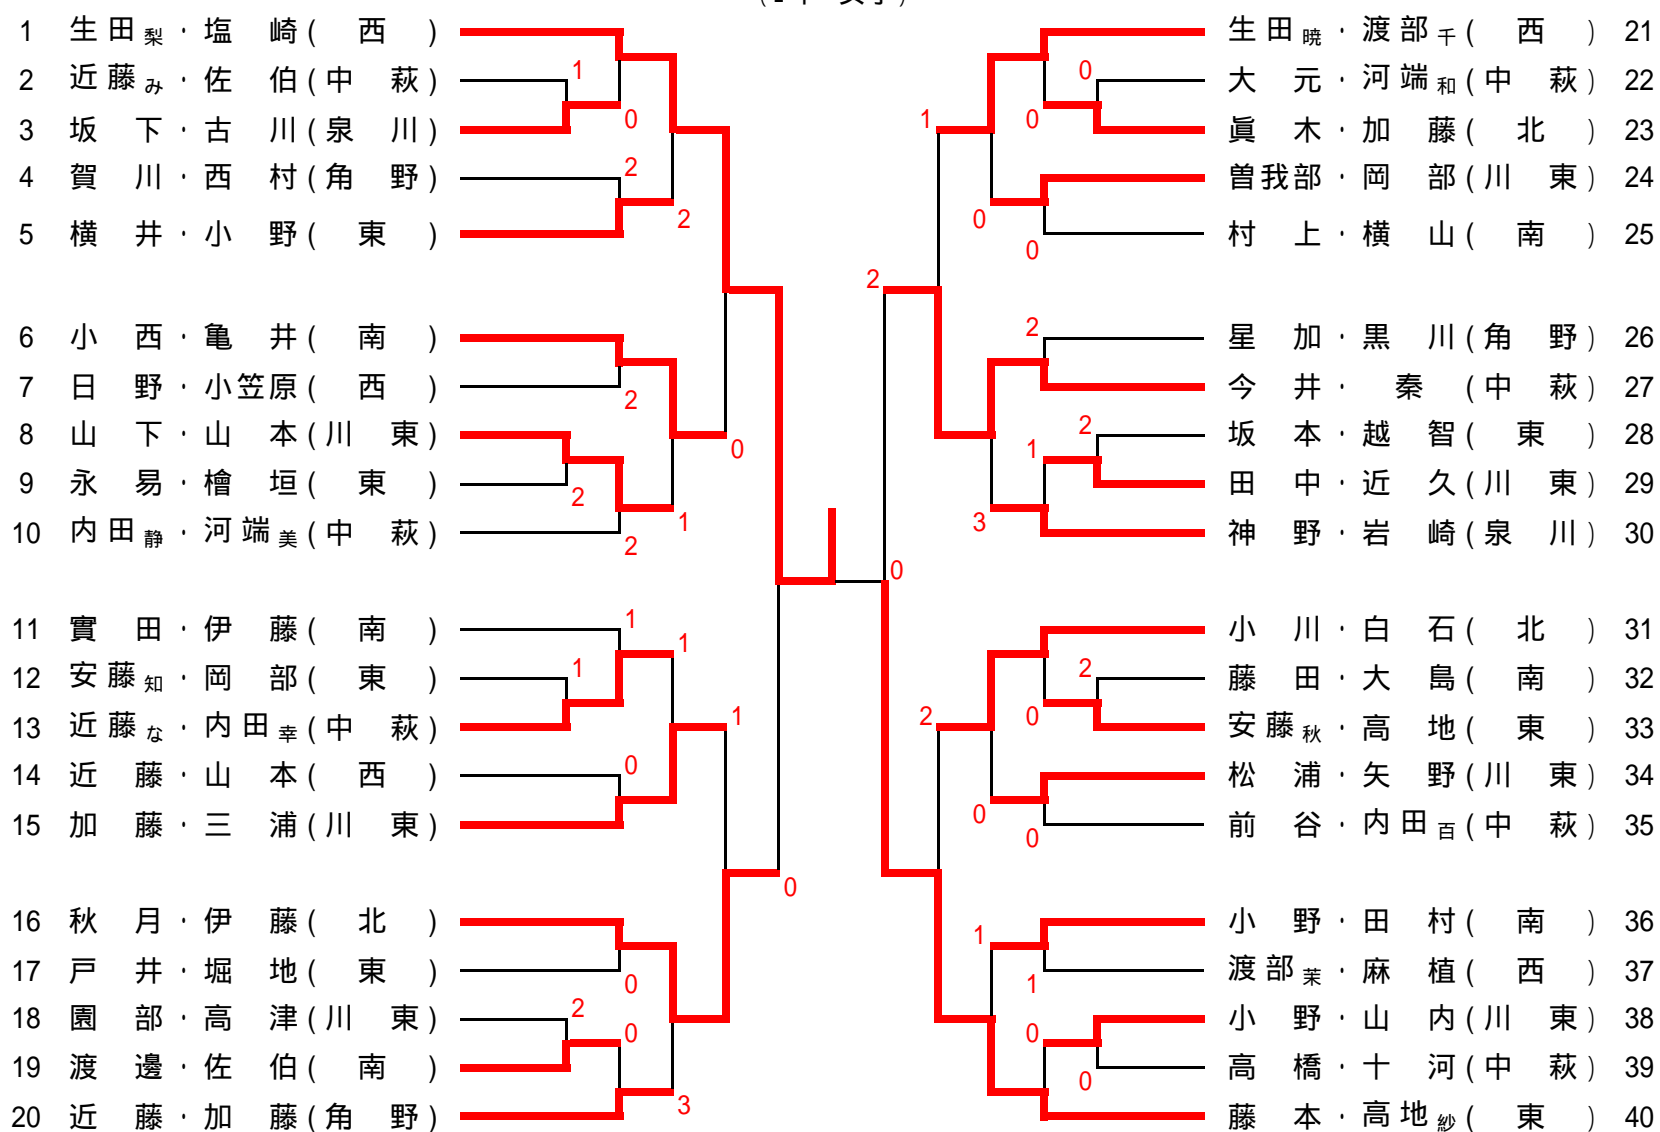 1 生田梨・塩崎(西)
2 近藤み・佐伯(中萩)
3 坂下・古川(泉川)
4 賀川・西村(角野)
5 横井・小野(東)
6 小西・亀井(南)
7 日野・小笠原(西)
8 山下・山本(川東)
9 永易・檜垣(東)
10 内田静・河端美(中萩)
11 實田・伊藤(南)
12 安藤知・岡部(東)
13 近藤な・内田幸(中萩)
14 近藤・山本(西)
15 加藤・三浦(川東)
16 秋月・伊藤(北)
17 戸井・堀地(東)
18 園部・高津(川東)
19 渡邊・佐伯(南)
20 近藤・加藤(角野)
1
0
2
2
2
0
2
1
2
1
1
1
0
1
0
0
2
0
3
0
1
0
0
0
0
2
2
2
1
3
0
2
2
0
0
0
1
1
0
0
生田暁・渡部千(西) 21
大元・河端和(中萩) 22
眞木・加藤(北) 23
曽我部・岡部(川東) 24
村上・横山(南) 25
星加・黒川(角野) 26
今井・秦(中萩) 27
坂本・越智(東) 28
田中・近久(川東) 29
神野・岩崎(泉川) 30
小川・白石(北) 31
藤田・大島(南) 32
安藤秋・高地(東) 33
松浦・矢野(川東) 34
前谷・内田百(中萩) 35
小野・田村(南) 36
渡部茉・麻植(西) 37
小野・山内(川東) 38
高橋・十河(中萩) 39
藤本・高地紗(東) 40